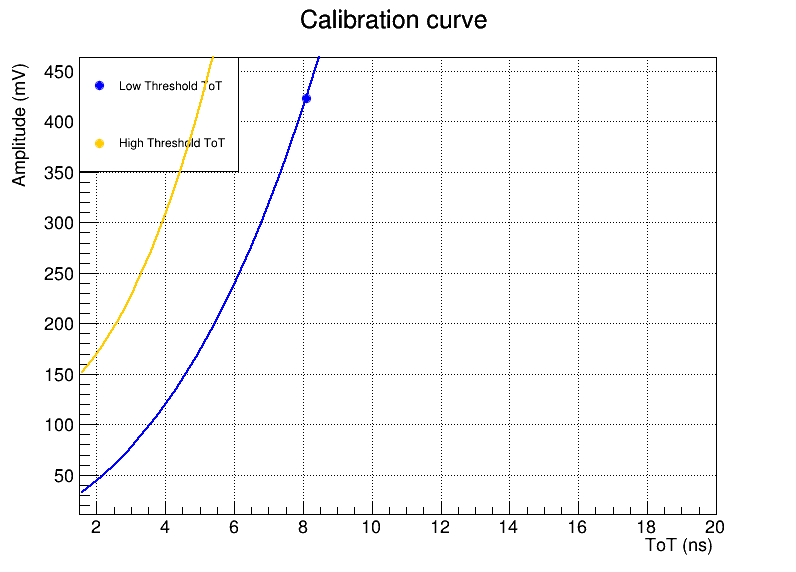 Calibration curve
Amplitude (mV)
450
400
350
300
250
200
150
100
50
Low Threshold ToT
High Threshold ToT
2 4 6 8 10 12 14 16 18 20
ToT (ns)